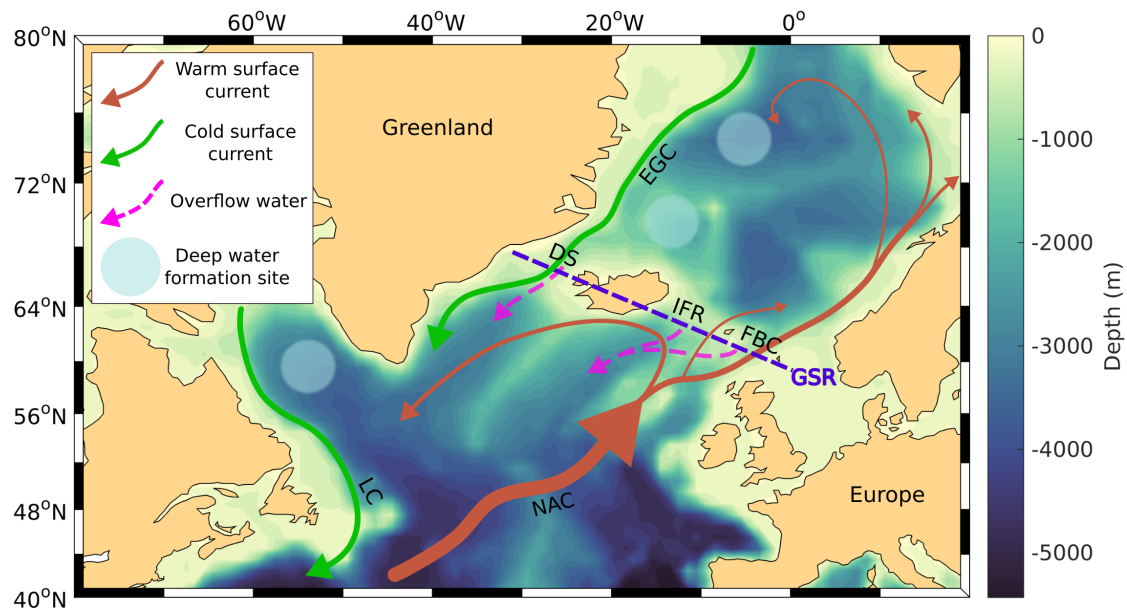 60°W 40°W 20°W 0°
80°N
72°N
64°N
56°N
48°N
40°N
Warm surface
current
Cold surface
current
Overflow water
Deep water
formation site
Greenland
EGC
DS
IFR
FBC
GSR
LC
NAC
Europe
0
-1000
-2000
-3000
-4000
-5000
Depth (m)